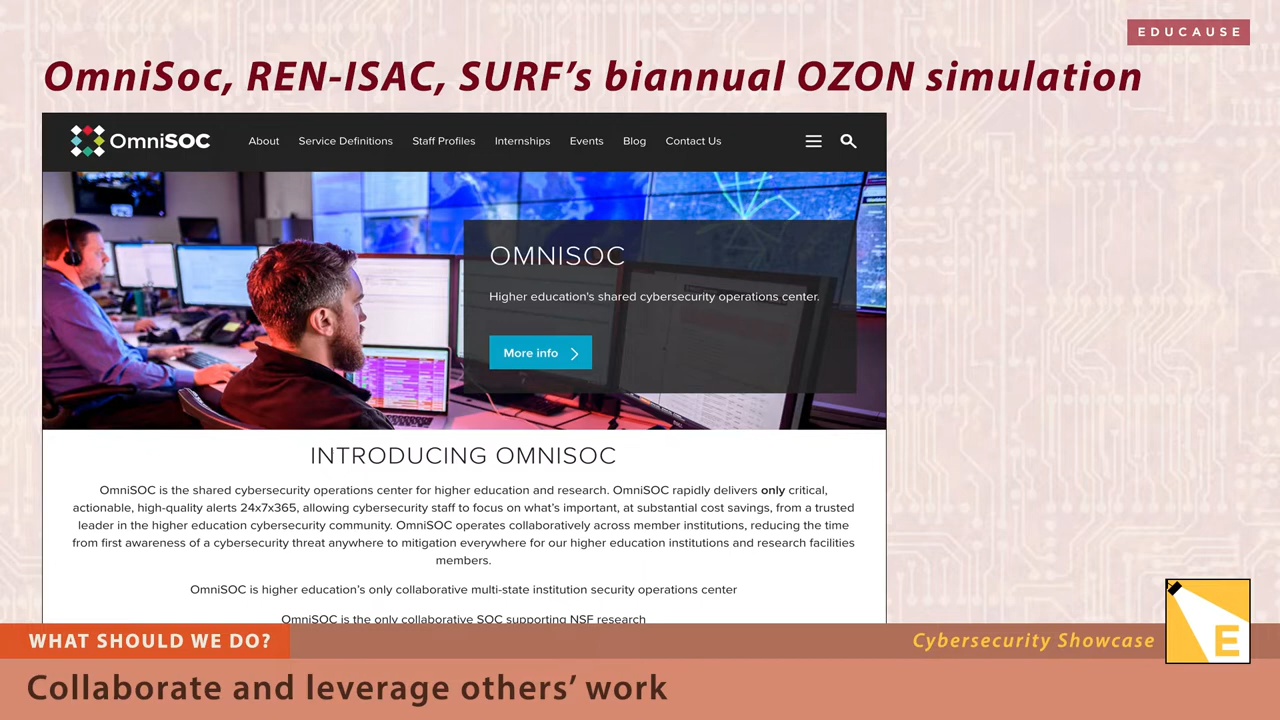 EDUCAUSE
OmniSoc, REN-ISAC, SURF’s biannual OZON simulation
OmniSOC
About Service Definitions Staff Profiles Internships Events Blog Contact Us
OMNISOC
Higher education's shared cybersecurity operations center.
More info
INTRODUCING OMNISOC
OmniSOC is the shared cybersecurity operations center for higher education and research. OmniSOC rapidly delivers only critical,
actionable, high-quality alerts 24x7x365, allowing cybersecurity staff to focus on what’s important, at substantial cost savings, from a trusted
leader in the higher education cybersecurity community. OmniSOC operates collaboratively across member institutions, reducing the time
from first awareness of a cybersecurity threat anywhere to mitigation everywhere for our higher education institutions and research facilities
members.
OmniSOC is higher education’s only collaborative multi-state institution security operations center
OmniSOC is the only collaborative SOC supporting NSF research
WHAT SHOULD WE DO?
Cybersecurity Showcase
E
Collaborate and leverage others’ work